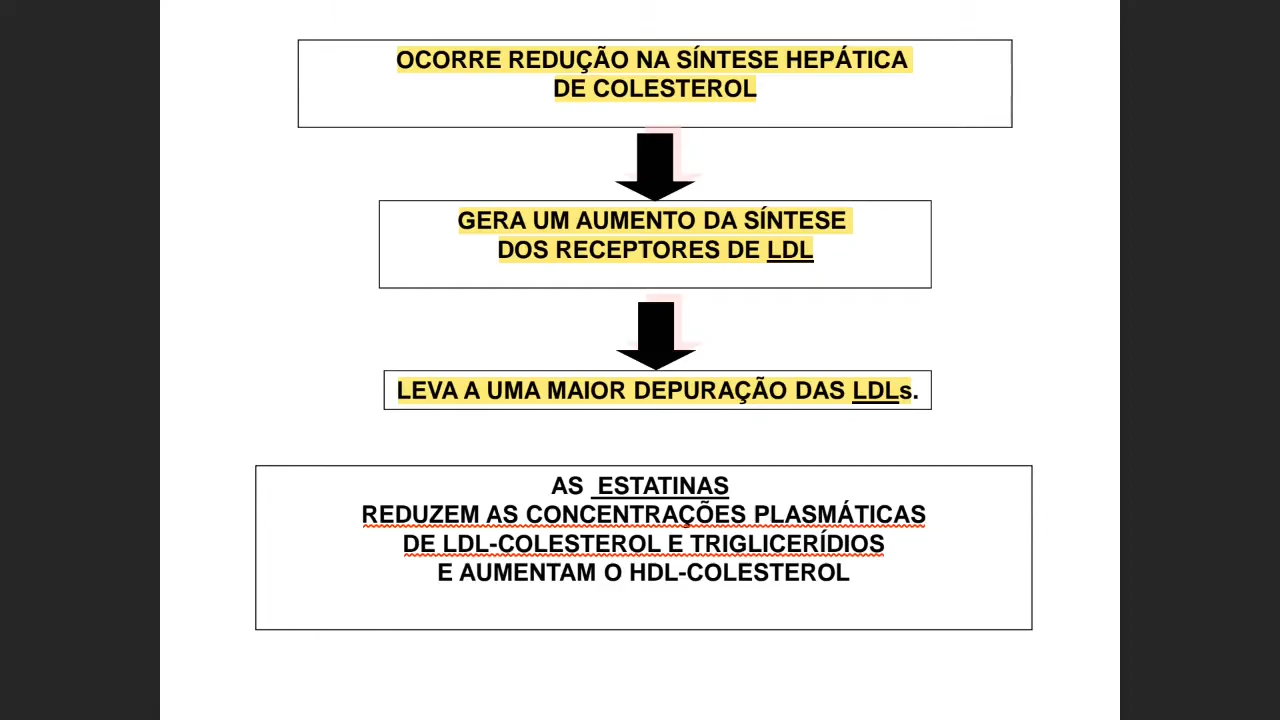 OCORRE REDUÇÃO NA SÍNTESE HEPÁTICA
DE COLESTEROL
GERA UM AUMENTO DA SÍNTESE
DOS RECEPTORES DE LDL
LEVA A UMA MAIOR DEPURAÇÃO DAS LDLs.
AS ESTATINAS
REDUZEM AS CONCENTRAÇÕES PLASMÁTICAS
DE LDL-COLESTEROL E TRIGLICERÍDIOS
E AUMENTAM O HDL-COLESTEROL